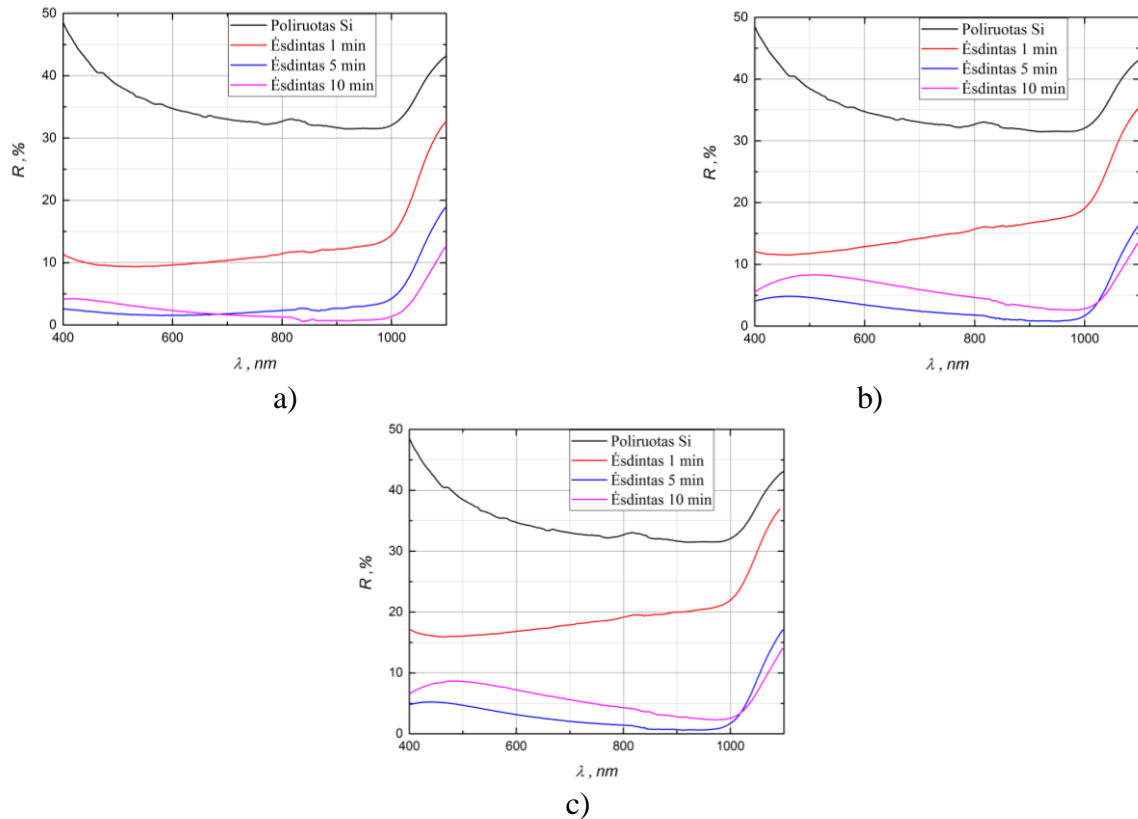 50
40
30
20
10
0
R, %
Poliruotas Si
Ėsdintas 1 min
Ėsdintas 5 min
Ėsdintas 10 min
400
600
800
1000
λ, nm
a)
50
40
30
20
10
0
R, %
Poliruotas Si
Ėsdintas 1 min
Ėsdintas 5 min
Ėsdintas 10 min
400
600
800
1000
λ, nm
b)
50
40
30
20
10
0
R, %
Poliruotas Si
Ėsdintas 1 min
Ėsdintas 5 min
Ėsdintas 10 min
400
600
800
1000
λ, nm
c)